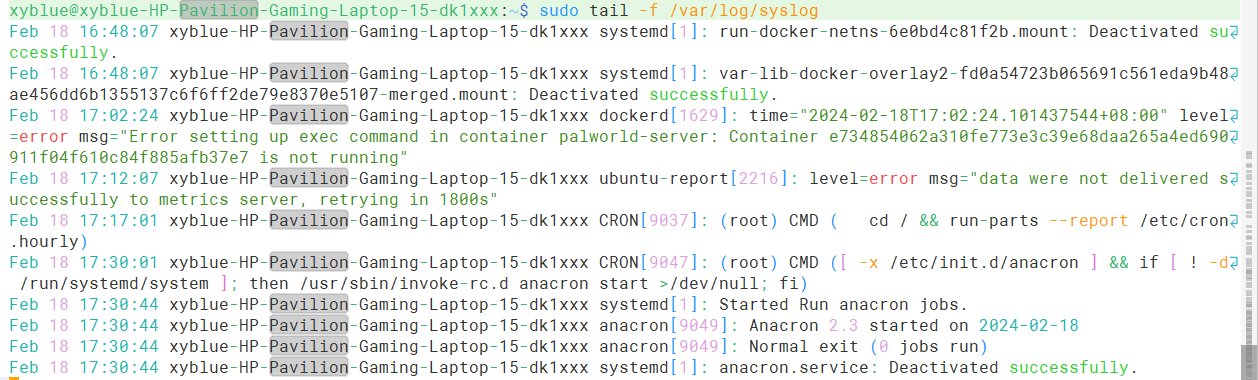 xyblue@xyblue-HP-Pavilion-Gaming-Laptop-15-dk1xxx:~$ sudo tail -f /var/log/syslog
Feb 18 16:48:07 xyblue-HP-Pavilion-Gaming-Laptop-15-dk1xxx systemd[1]: run-docker-netns-6e0bd4c81f2b.mount: Deactivated su
ccessfully.
Feb 18 16:48:07 xyblue-HP-Pavilion-Gaming-Laptop-15-dk1xxx systemd[1]: var-lib-docker-overlay2-fd0a54723b065691c561eda9b48
ae456dd6b1355137c6f6ff2de79e8370e5107-merged.mount: Deactivated successfully.
Feb 18 17:02:24 xyblue-HP-Pavilion-Gaming-Laptop-15-dk1xxx dockerd[1629]: time="2024-02-18T17:02:24.101437544+08:00" level
=error msg="Error setting up exec command in container palworld-server: Container e734854062a310fe773e3c39e68daa265a4ed690
911f04f610c84f885afb37e7 is not running"
Feb 18 17:12:07 xyblue-HP-Pavilion-Gaming-Laptop-15-dk1xxx ubuntu-report[2216]: level=error msg="data were not delivered s
uccessfully to metrics server, retrying in 1800s"
Feb 18 17:17:01 xyblue-HP-Pavilion-Gaming-Laptop-15-dk1xxx CRON[9037]: (root) CMD (   cd / && run-parts --report /etc/cron
.hourly)
Feb 18 17:30:01 xyblue-HP-Pavilion-Gaming-Laptop-15-dk1xxx CRON[9047]: (root) CMD ([ -x /etc/init.d/anacron ] && if [ ! -d
 /run/systemd/system ]; then /usr/sbin/invoke-rc.d anacron start >/dev/null; fi)
Feb 18 17:30:44 xyblue-HP-Pavilion-Gaming-Laptop-15-dk1xxx systemd[1]: Started Run anacron jobs.
Feb 18 17:30:44 xyblue-HP-Pavilion-Gaming-Laptop-15-dk1xxx anacron[9049]: Anacron 2.3 started on 2024-02-18
Feb 18 17:30:44 xyblue-HP-Pavilion-Gaming-Laptop-15-dk1xxx anacron[9049]: Normal exit (0 jobs run)
Feb 18 17:30:44 xyblue-HP-Pavilion-Gaming-Laptop-15-dk1xxx systemd[1]: anacron.service: Deactivated successfully.